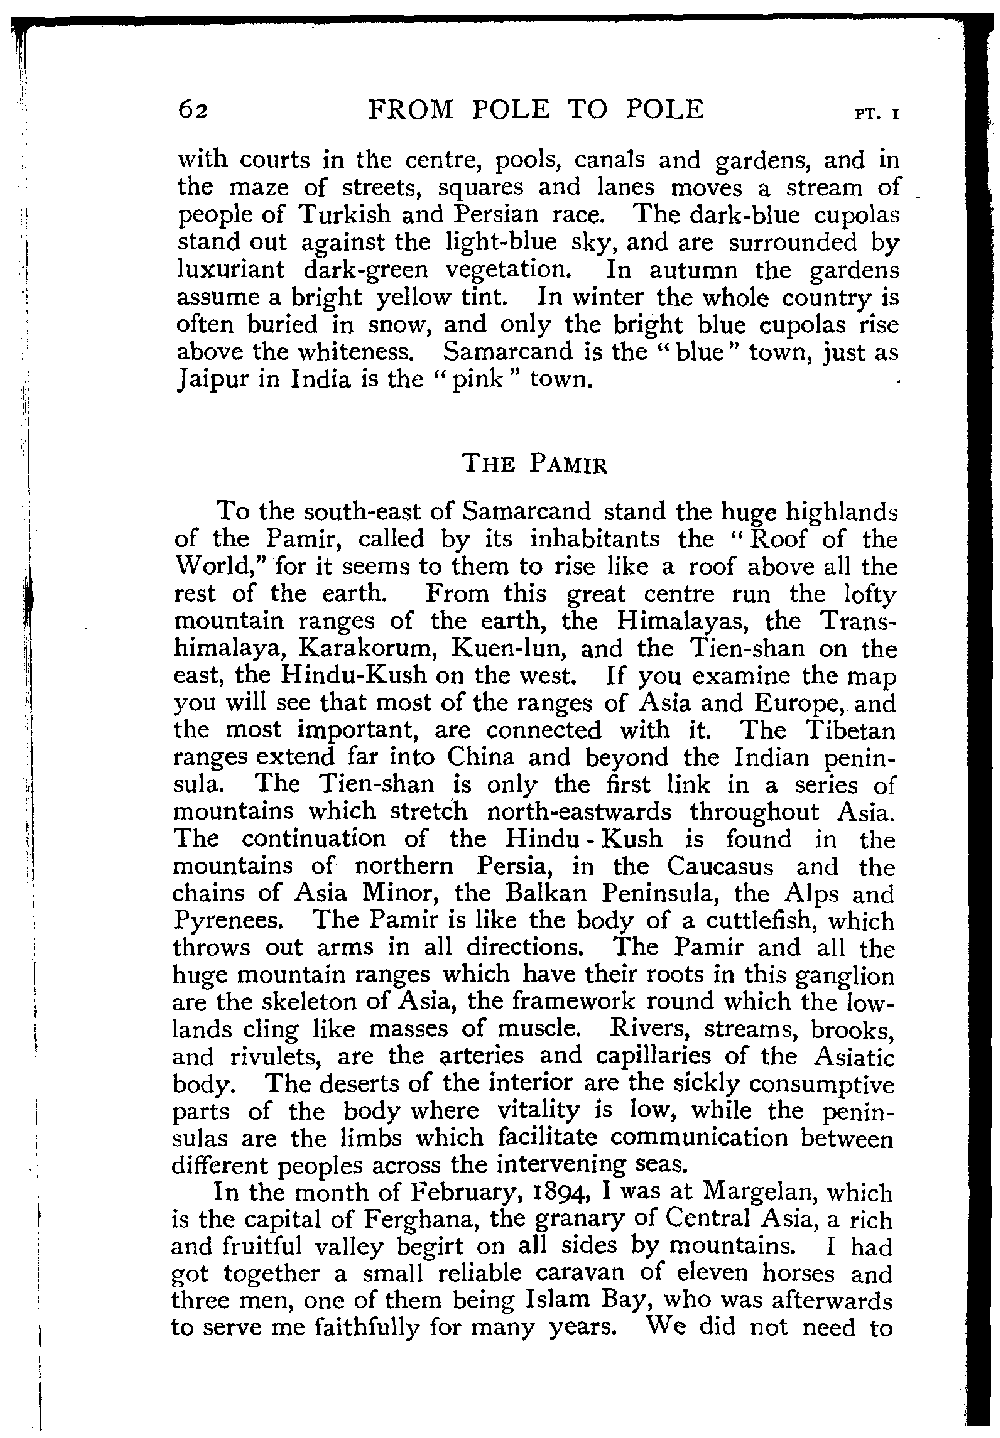 62 FROM POLE TO POLE PT. I
with courts in the centre, pools, canals and gardens, and in
the maze of streets, squares and lanes moves a stream of
people of Turkish and Persian race. The dark-blue cupolas
stand out against the light-blue sky, and are surrounded by
luxuriant dark-green vegetation. In autumn the gardens
assume a bright yellow tint. In winter the whole country is
often buried in snow, and only the bright blue cupolas rise
above the whiteness. Samarcand is the "blue" town, just as
Jaipur in India is the "pink" town.
THE PAMIR
To the south-east of Samarcand stand the huge highlands
of the Pamir, called by its inhabitants the "Roof of the
World," for it seems to them to rise like a roof above all the
rest of the earth. From this great centre run the lofty
mountain ranges of the earth, the Himalayas, the Trans-
himalaya, Karakorum, Kuen-lun, and the Tien-shan on the
east, the Hindu-Kush on the west. If you examine the map
you will see that most of the ranges of Asia and Europe, and
the most important, are connected with it. The Tibetan
ranges extend far into China and beyond the Indian penin-
sula. The Tien-shan is only the first link in a series of
mountains which stretch north-eastwards throughout Asia.
The continuation of the Hindu-Kush is found in the
mountains of northern Persia, in the Caucasus and the
chains of Asia Minor, the Balkan Peninsula, the Alps and
Pyrenees. The Pamir is like the body of a cuttlefish, which
throws out arms in all directions. The Pamir and all the
huge mountain ranges which have their roots in this ganglion
are the skeleton of Asia, the framework round which the low-
lands cling like masses of muscle. Rivers, streams, brooks,
and rivulets, are the arteries and capillaries of the Asiatic
body. The deserts of the interior are the sickly consumptive
parts of the body where vitality is low, while the penin-
sulas are the limbs which facilitate communication between
different peoples across the intervening seas.
In the month of February, 1894, I was at Margelan, which
is the capital of Ferghana, the granary of Central Asia, a rich
and fruitful valley begirt on all sides by mountains. I had
got together a small reliable caravan of eleven horses and
three men, one of them being Islam Bay, who was afterwards
to serve me faithfully for many years. We did not need to